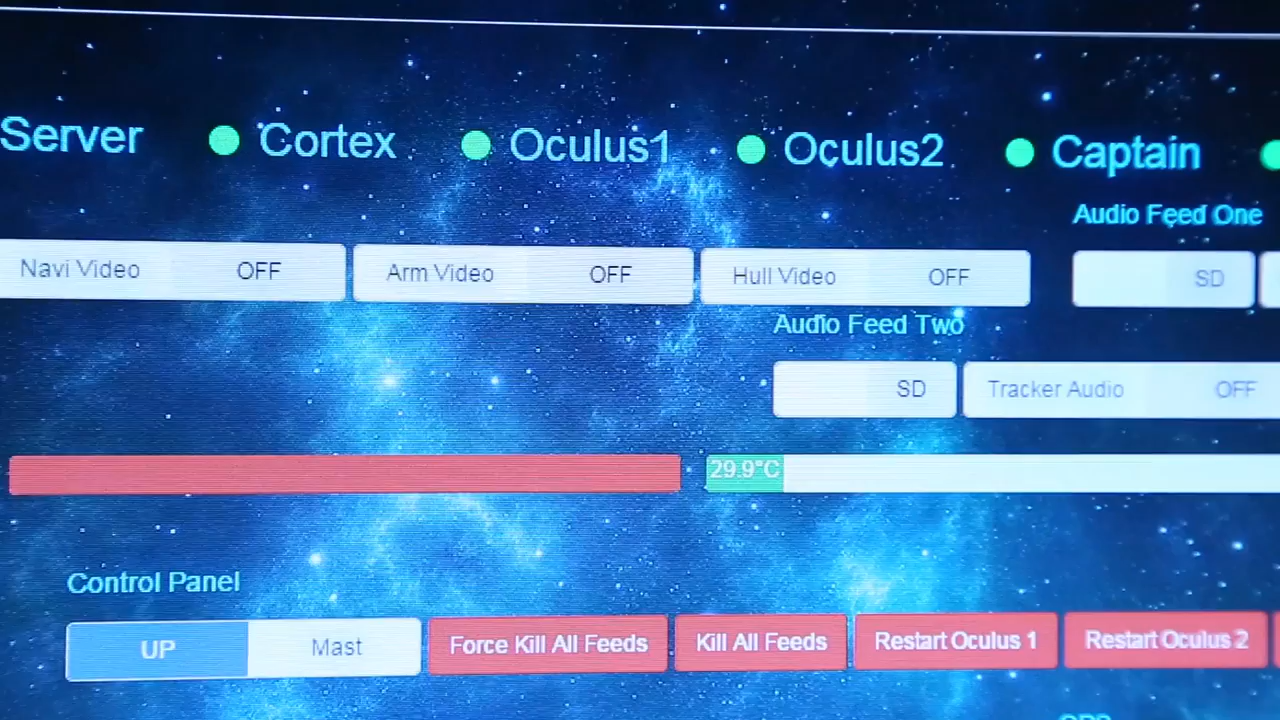 Server Cortex Oculus1 Oculus2 Captain
Audio Feed One
Navi Video OFF Arm Video OFF Hull Video OFF SD
Audio Feed Two
SD Tracker Audio OFF
29.9°C
Control Panel
UP Mast Force Kill All Feeds Kill All Feeds Restart Oculus 1 Restart Oculus 2